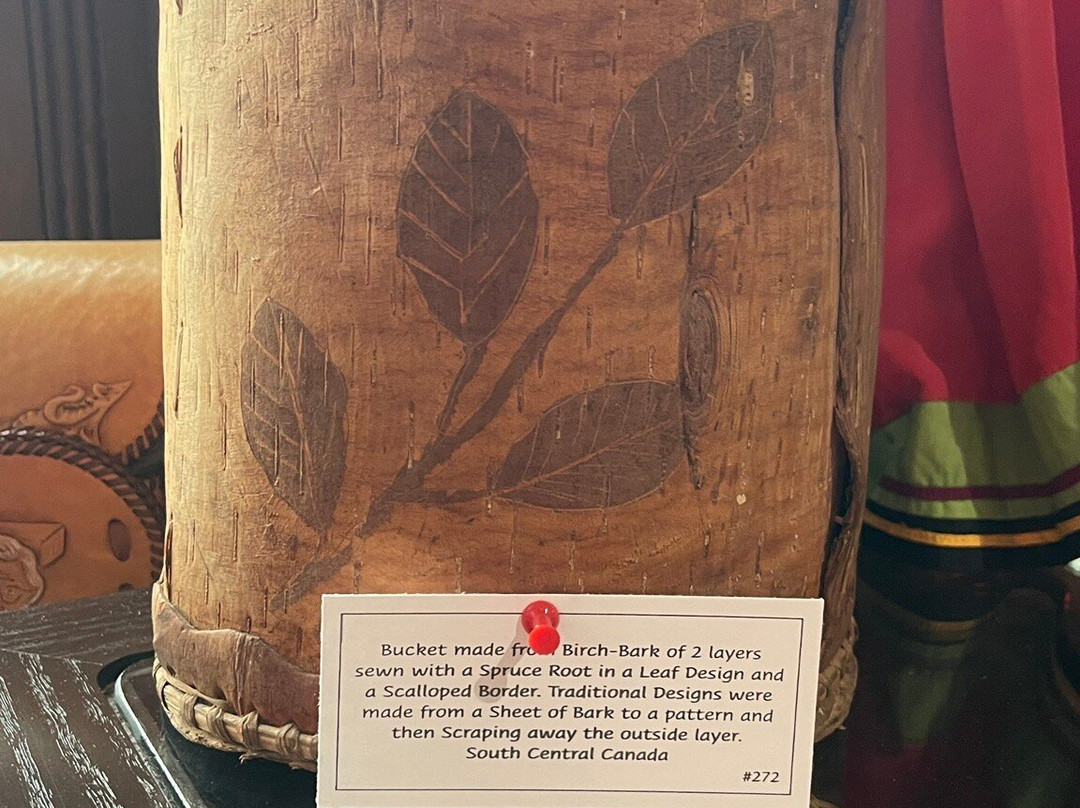 Bucket made from Birch-Bark of 2 layers
sewn with a Spruce Root in a Leaf Design and
a Scalloped Border. Traditional Designs were
made from a Sheet of Bark to a pattern and
then Scraping away the outside layer.
South Central Canada
#272